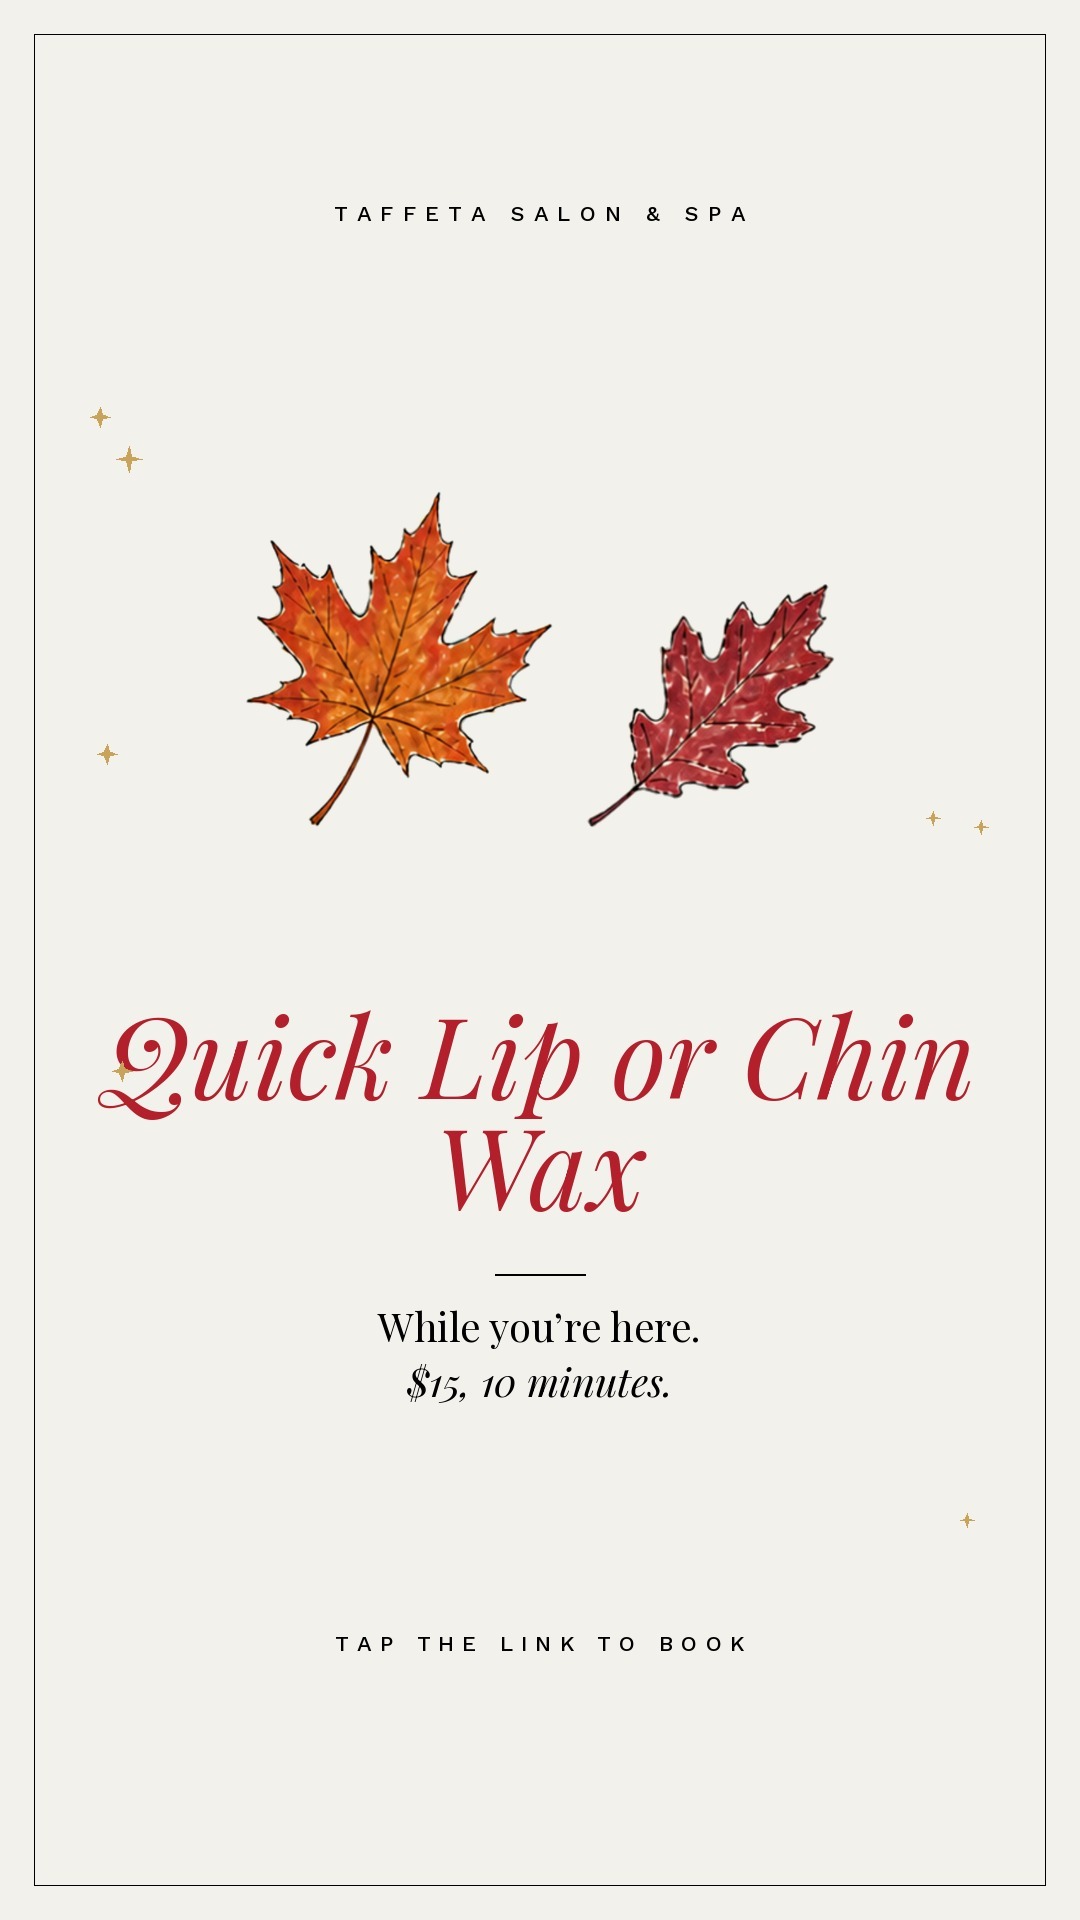 TAFFETA SALON & SPA
Quick Lip or Chin
Wax
While you’re here.
$15, 10 minutes.
TAP THE LINK TO BOOK